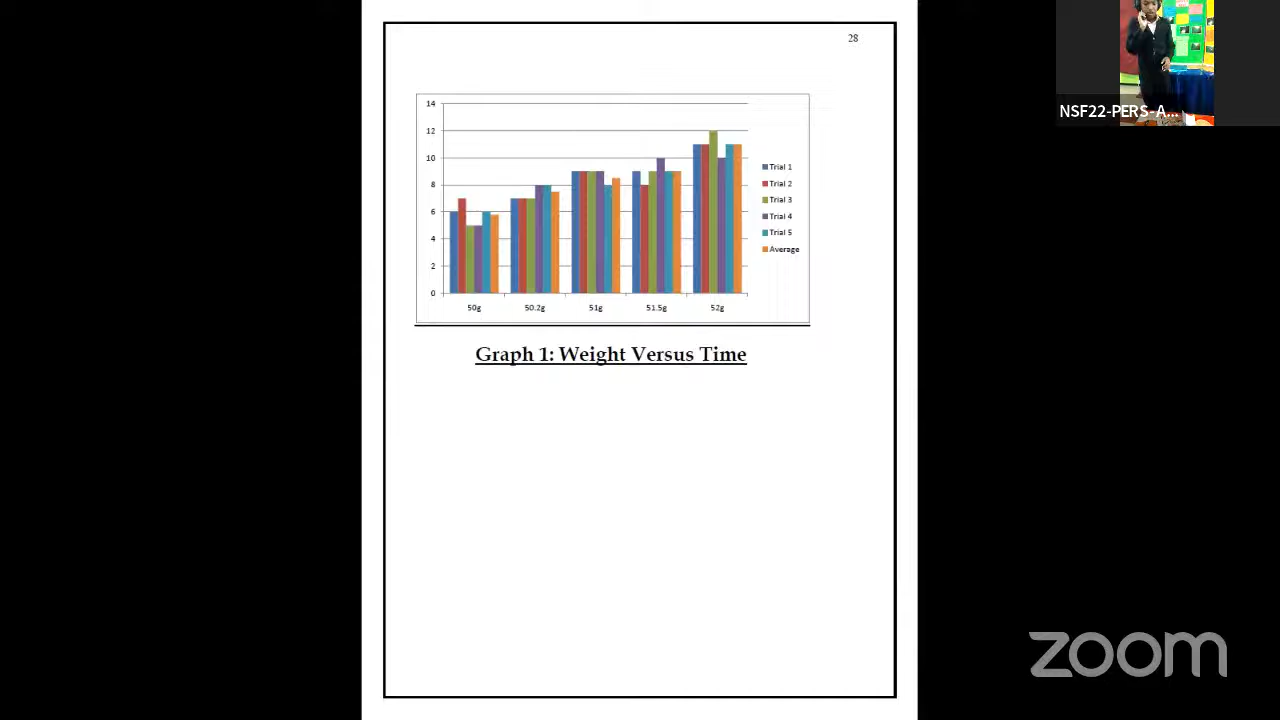 28
14
12
10
8
6
4
2
0
50g
50.2g
51g
51.5g
52g
Trial 1
Trial 2
Trial 3
Trial 4
Trial 5
Average
Graph 1: Weight Versus Time
NSF22-PERS-A...
zoom